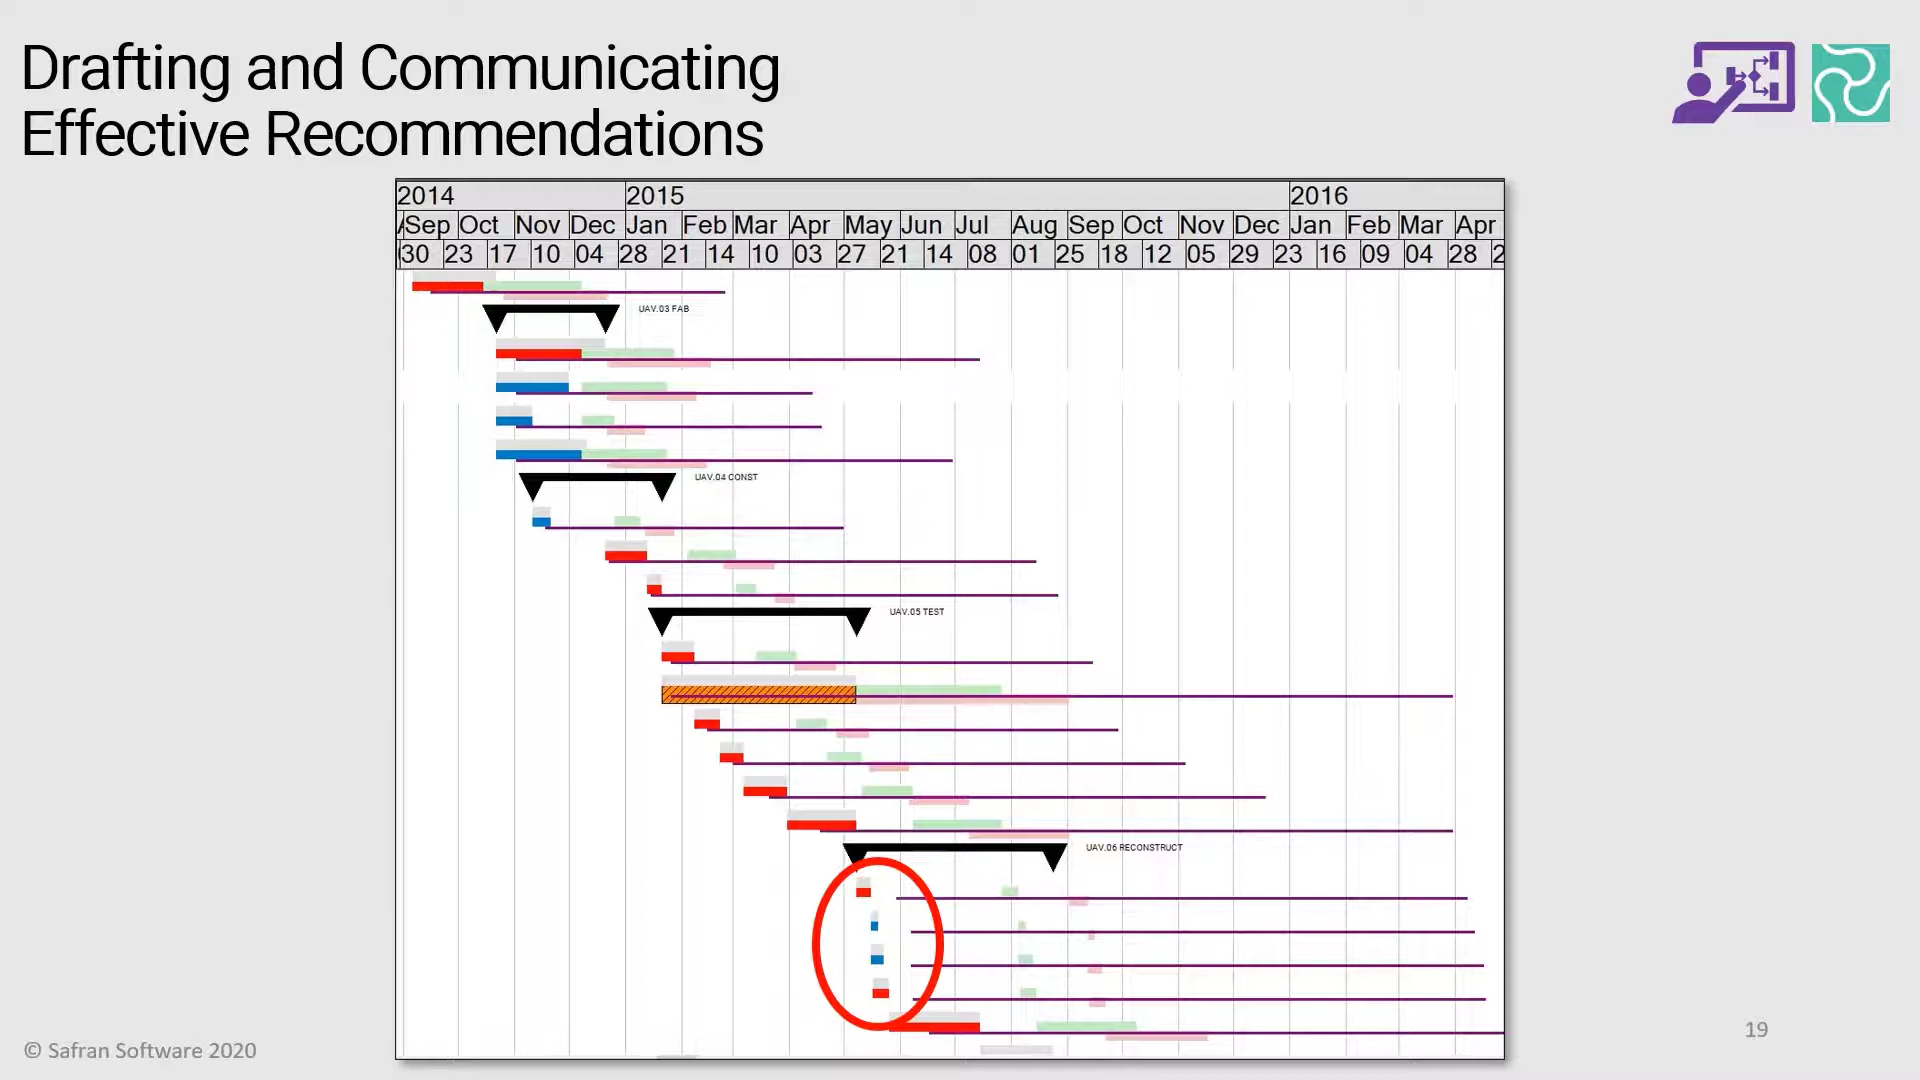 Drafting and Communicating
Effective Recommendations
2014 2015 2016
Sep Oct Nov Dec Jan Feb Mar Apr May Jun Jul Aug Sep Oct Nov Dec Jan Feb Mar Apr
30 23 17 10 04 28 21 14 10 03 27 21 14 08 01 25 18 12 05 29 23 16 09 04 28 2
UAV.03 FAB
UAV.04 CONST
UAV.05 TEST
UAV.06 RECONSTRUCT
© Safran Software 2020
19